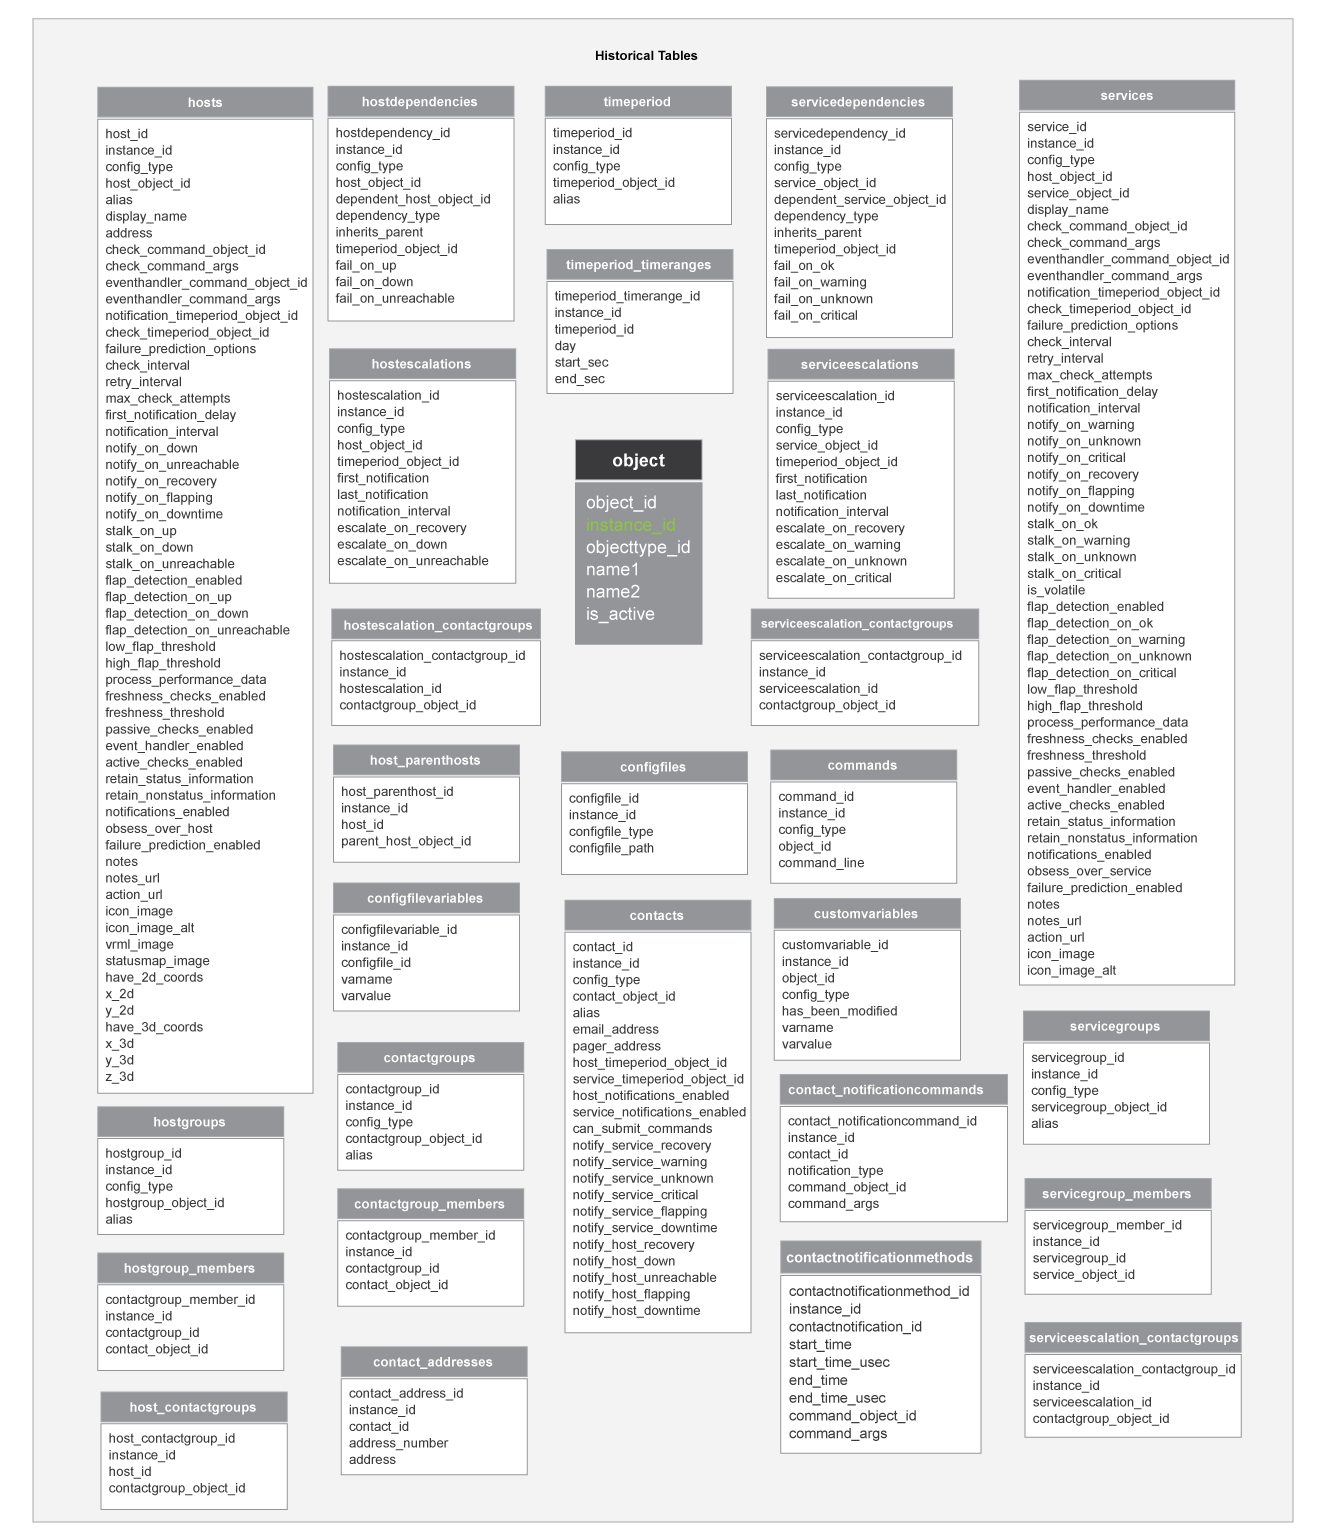 Historical Tables
hosts
host_id
instance_id
config_type
host_object_id
alias
display_name
address
check_command_object_id
check_command_args
eventhandler_command_object_id
eventhandler_command_args
notification_timeperiod_object_id
check_timeperiod_object_id
failure_prediction_options
check_interval
retry_interval
max_check_attempts
first_notification_delay
notification_interval
notify_on_down
notify_on_unreachable
notify_on_recovery
notify_on_flapping
notify_on_downtime
stalk_on_up
stalk_on_down
stalk_on_unreachable
flap_detection_enabled
flap_detection_on_up
flap_detection_on_down
flap_detection_on_unreachable
low_flap_threshold
high_flap_threshold
process_performance_data
freshness_checks_enabled
freshness_threshold
passive_checks_enabled
event_handler_enabled
active_checks_enabled
retain_status_information
retain_nonstatus_information
notifications_enabled
obsess_over_host
failure_prediction_enabled
notes
notes_url
action_url
icon_image
icon_image_alt
vrml_image
statusmap_image
have_2d_coords
x_2d
y_2d
have_3d_coords
x_3d
y_3d
z_3d
hostgroups
hostgroup_id
instance_id
config_type
hostgroup_object_id
alias
hostgroup_members
contactgroup_member_id
instance_id
contactgroup_id
contact_object_id
host_contactgroups
host_contactgroup_id
instance_id
host_id
contactgroup_object_id
hostdependencies
hostdependency_id
instance_id
config_type
host_object_id
dependent_host_object_id
dependency_type
inherits_parent
timeperiod_object_id
fail_on_up
fail_on_down
fail_on_unreachable
hostescalations
hostescalation_id
instance_id
config_type
host_object_id
timeperiod_object_id
first_notification
last_notification
notification_interval
escalate_on_recovery
escalate_on_down
escalate_on_unreachable
hostescalation_contactgroups
hostescalation_contactgroup_id
instance_id
hostescalation_id
contactgroup_object_id
host_parenthosts
host_parenthost_id
instance_id
host_id
parent_host_object_id
configfilevariables
configfilevariable_id
instance_id
configfile_id
varname
varvalue
contactgroups
contactgroup_id
instance_id
config_type
contactgroup_object_id
alias
contactgroup_members
contactgroup_member_id
instance_id
contactgroup_id
contact_object_id
contact_addresses
contact_address_id
instance_id
contact_id
address_number
address
timeperiod
timeperiod_id
instance_id
config_type
timeperiod_object_id
alias
timeperiod_timeranges
timeperiod_timerange_id
instance_id
timeperiod_id
day
start_sec
end_sec
object
object_id
instance_id
objecttype_id
name1
name2
is_active
configfiles
configfile_id
instance_id
configfile_type
configfile_path
contacts
contact_id
instance_id
config_type
contact_object_id
alias
email_address
pager_address
host_timeperiod_object_id
service_timeperiod_object_id
host_notifications_enabled
service_notifications_enabled
can_submit_commands
notify_service_recovery
notify_service_warning
notify_service_unknown
notify_service_critical
notify_service_flapping
notify_service_downtime
notify_host_recovery
notify_host_down
notify_host_unreachable
notify_host_flapping
notify_host_downtime
servicedependencies
servicedependency_id
instance_id
config_type
service_object_id
dependent_service_object_id
dependency_type
inherits_parent
timeperiod_object_id
fail_on_ok
fail_on_warning
fail_on_unknown
fail_on_critical
serviceescalations
serviceescalation_id
instance_id
config_type
service_object_id
timeperiod_object_id
first_notification
last_notification
notification_interval
escalate_on_recovery
escalate_on_warning
escalate_on_unknown
escalate_on_critical
serviceescalation_contactgroups
serviceescalation_contactgroup_id
instance_id
serviceescalation_id
contactgroup_object_id
commands
command_id
instance_id
config_type
object_id
command_line
customvariables
customvariable_id
instance_id
object_id
config_type
has_been_modified
varname
varvalue
contact_notificationcommands
contact_notificationcommand_id
instance_id
contact_id
notification_type
command_object_id
command_args
contactnotificationmethods
contactnotificationmethod_id
instance_id
contactnotification_id
start_time
start_time_usec
end_time
end_time_usec
command_object_id
command_args
services
service_id
instance_id
config_type
host_object_id
service_object_id
display_name
check_command_object_id
check_command_args
eventhandler_command_object_id
eventhandler_command_args
notification_timeperiod_object_id
check_timeperiod_object_id
failure_prediction_options
check_interval
retry_interval
max_check_attempts
first_notification_delay
notification_interval
notify_on_warning
notify_on_unknown
notify_on_critical
notify_on_recovery
notify_on_flapping
notify_on_downtime
stalk_on_ok
stalk_on_warning
stalk_on_unknown
stalk_on_critical
is_volatile
flap_detection_enabled
flap_detection_on_ok
flap_detection_on_warning
flap_detection_on_unknown
flap_detection_on_critical
low_flap_threshold
high_flap_threshold
process_performance_data
freshness_checks_enabled
freshness_threshold
passive_checks_enabled
event_handler_enabled
active_checks_enabled
retain_status_information
retain_nonstatus_information
notifications_enabled
obsess_over_service
failure_prediction_enabled
notes
notes_url
action_url
icon_image
icon_image_alt
servicegroups
servicegroup_id
instance_id
config_type
servicegroup_object_id
alias
servicegroup_members
servicegroup_member_id
instance_id
servicegroup_id
service_object_id
serviceescalation_contactgroups
serviceescalation_contactgroup_id
instance_id
serviceescalation_id
contactgroup_object_id